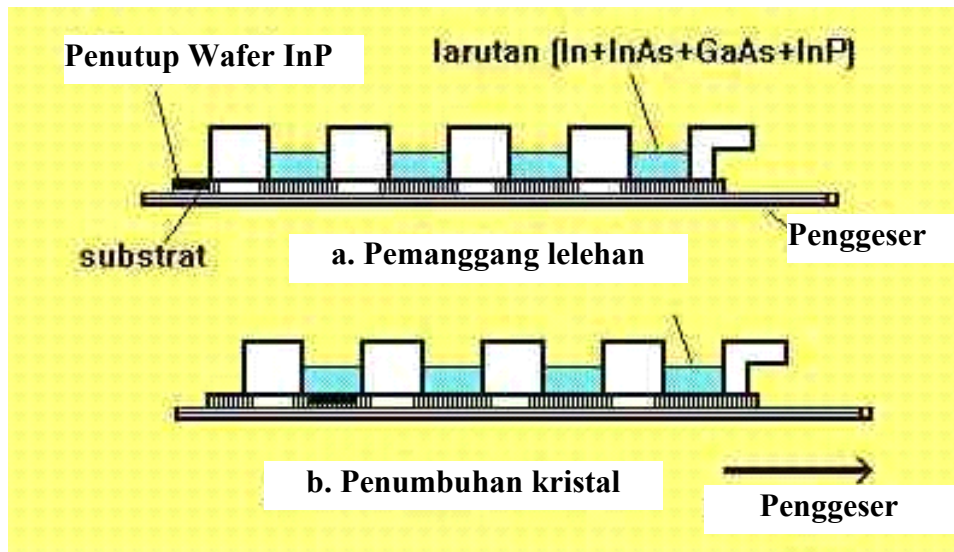 Penutup Wafer InP
larutan (In+InAs+GaAs+InP)
substrat
Penggeser
a. Pemanggang lelehan
b. Penumbuhan kristal
Penggeser